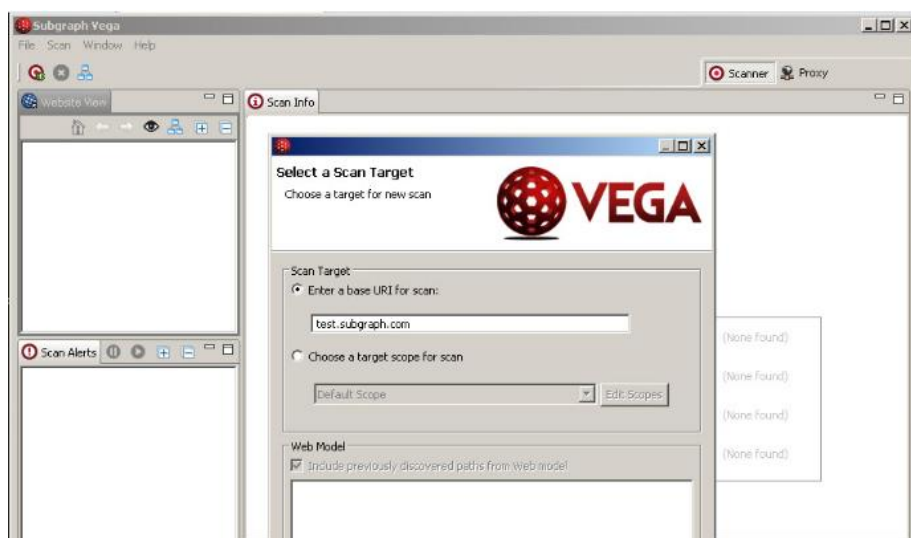 Subgraph Vega
File Scan Window Help
Scanner Proxy
Website View
Scan Info
Select a Scan Target
Choose a target for new scan
VEGA
Scan Target
Enter a base URI for scan:
test.subgraph.com
Choose a target scope for scan
Default Scope
Edit Scopes
Web Model
Include previously discovered paths from Web model
Scan Alerts
(None found)
(None found)
(None found)
(None found)